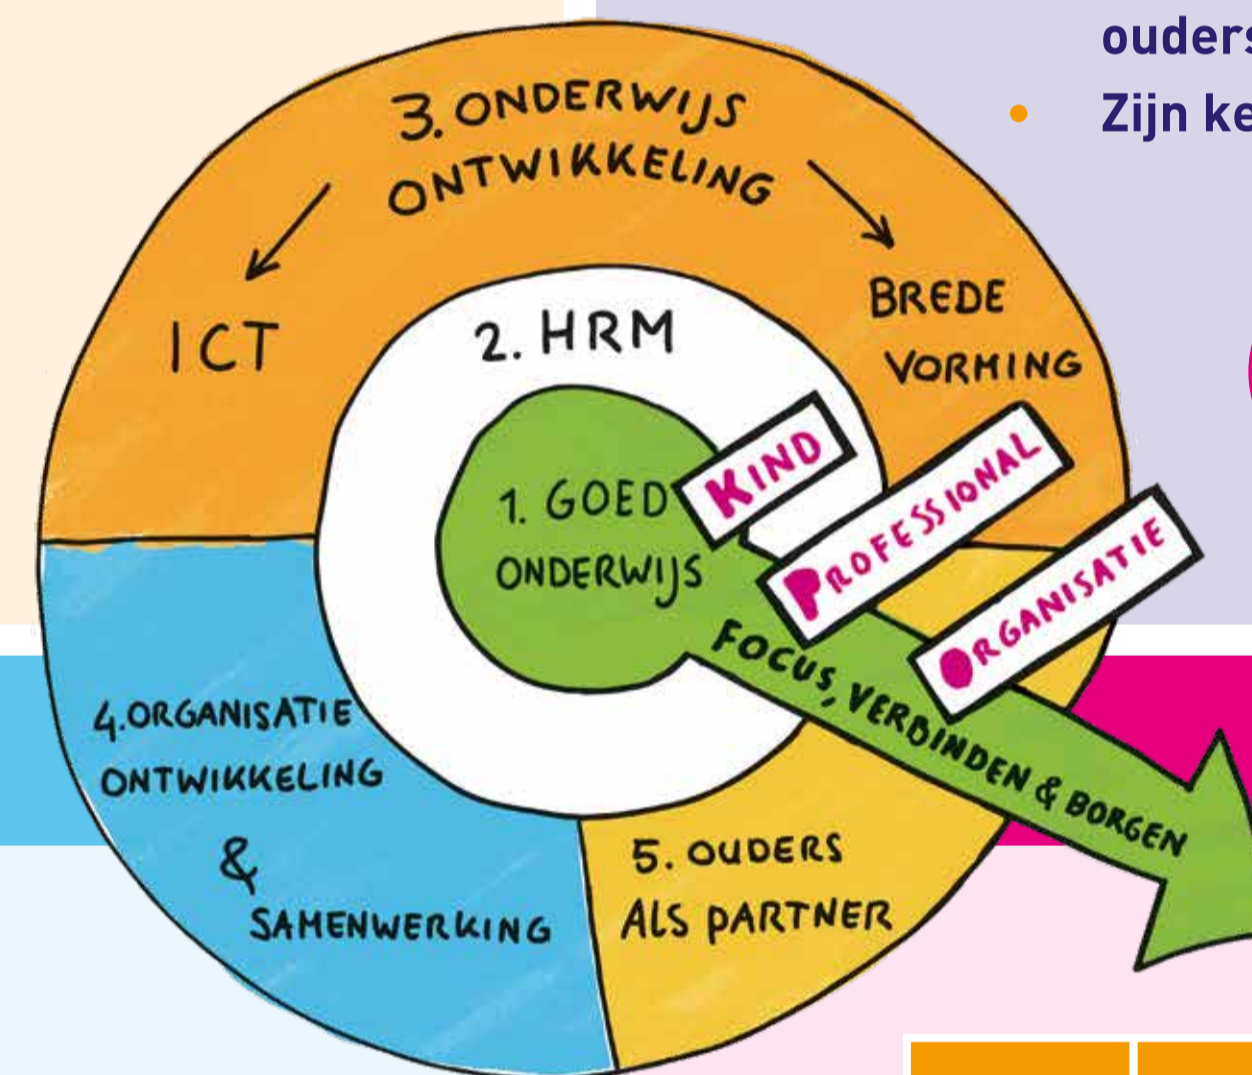 ouders
Zijn ke
3. ONDERWIJS
ONTWIKKELING
ICT
BREDE
VORMING
2. HRM
1. GOED
ONDERWIJS
KIND
PROFESSIONAL
ORGANISATIE
FOCUS, VERBINDEN & BORGEN
4. ORGANISATIE
ONTWIKKELING
&
SAMENWERKING
5. OUDERS
ALS PARTNER